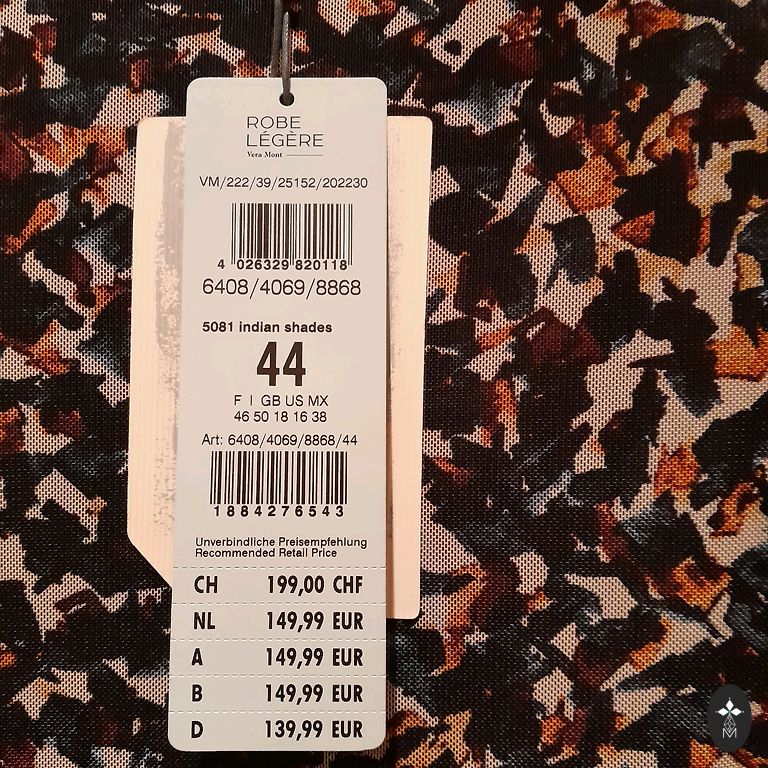 ROBE
LÉGÈRE
Vera Mont
VM/222/39/25152/202230
4 026329 820118
6408/4069/8868
5081 indian shades
44
F I GB US MX
46 50 18 16 38
Art: 6408/4069/8868/44
1884276543
Unverbindliche Preisempfehlung
Recommended Retail Price
CH 199,00 CHF
NL 149,99 EUR
A 149,99 EUR
B 149,99 EUR
D 139,99 EUR
M